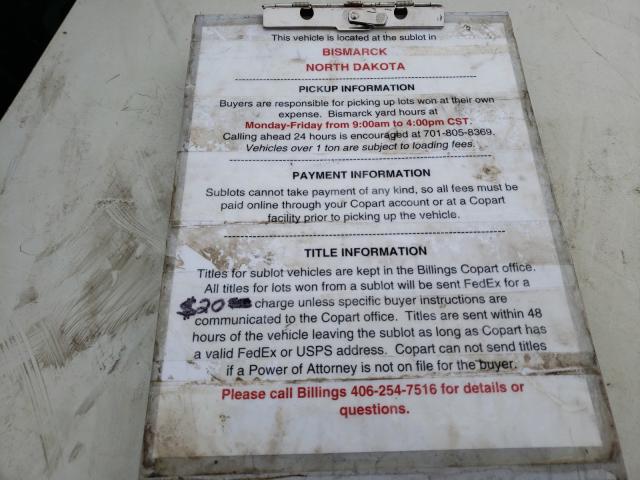 This vehicle is located at the sublot in
BISMARCK
NORTH DAKOTA
PICKUP INFORMATION
Buyers are responsible for picking up lots won at their own
expense. Bismarck yard hours at
Monday-Friday from 9:00am to 4:00pm CST.
Calling ahead 24 hours is encouraged at 701-805-8369.
Vehicles over 1 ton are subject to loading fees.
PAYMENT INFORMATION
Sublots cannot take payment of any kind, so all fees must be
paid online through your Copart account or at a Copart
facility prior to picking up the vehicle.
TITLE INFORMATION
Titles for sublot vehicles are kept in the Billings Copart office.
All titles for lots won from a sublot will be sent FedEx for a
$20 charge unless specific buyer instructions are
communicated to the Copart office. Titles are sent within 48
hours of the vehicle leaving the sublot as long as Copart has
a valid FedEx or USPS address. Copart can not send titles
if a Power of Attorney is not on file for the buyer.
Please call Billings 406-254-7516 for details or
questions.